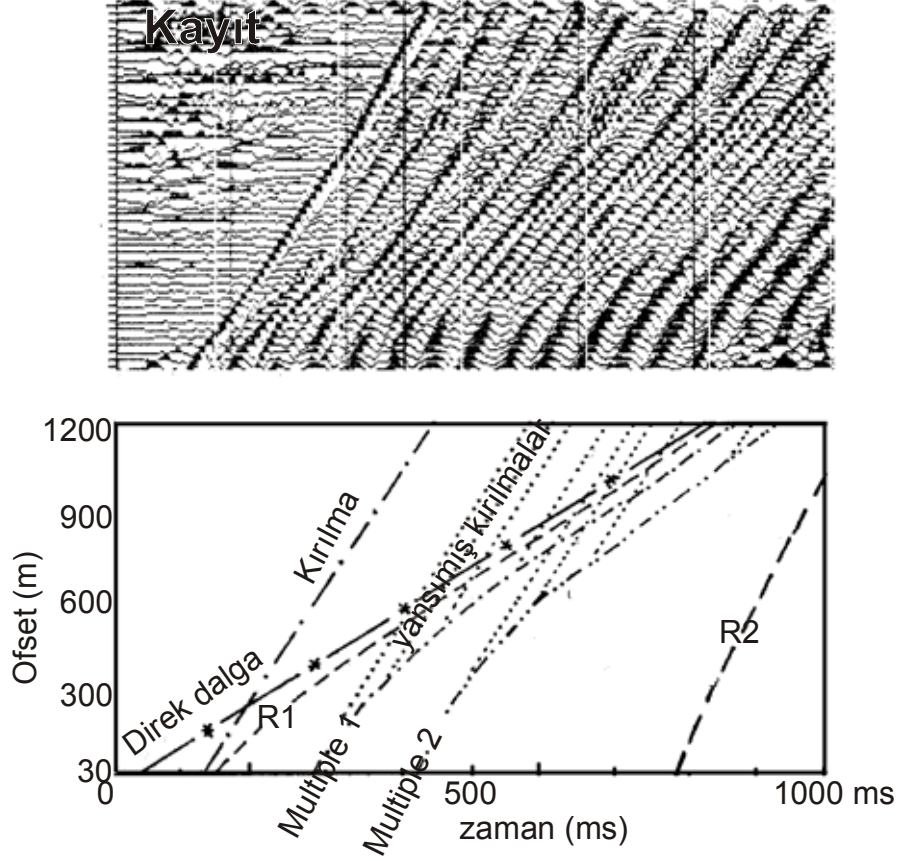 Kayıt
1200
900
600
300
30
Ofset (m)
Kırılma
yansımış kırılmalar
Direk dalga
R1
R2
Multiple 1
Multiple 2
0
500
1000 ms
zaman (ms)